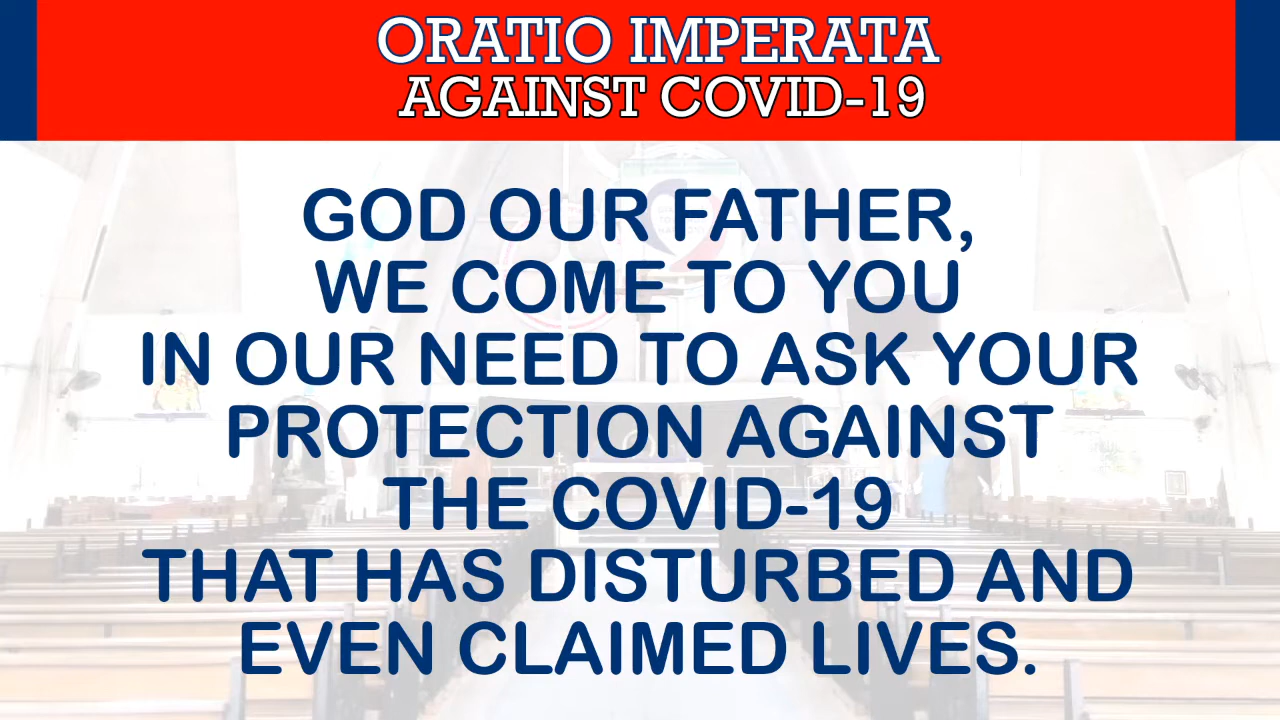 ORATIO IMPERATA
AGAINST COVID-19
GOD OUR FATHER,
WE COME TO YOU
IN OUR NEED TO ASK YOUR
PROTECTION AGAINST
THE COVID-19
THAT HAS DISTURBED AND
EVEN CLAIMED LIVES.